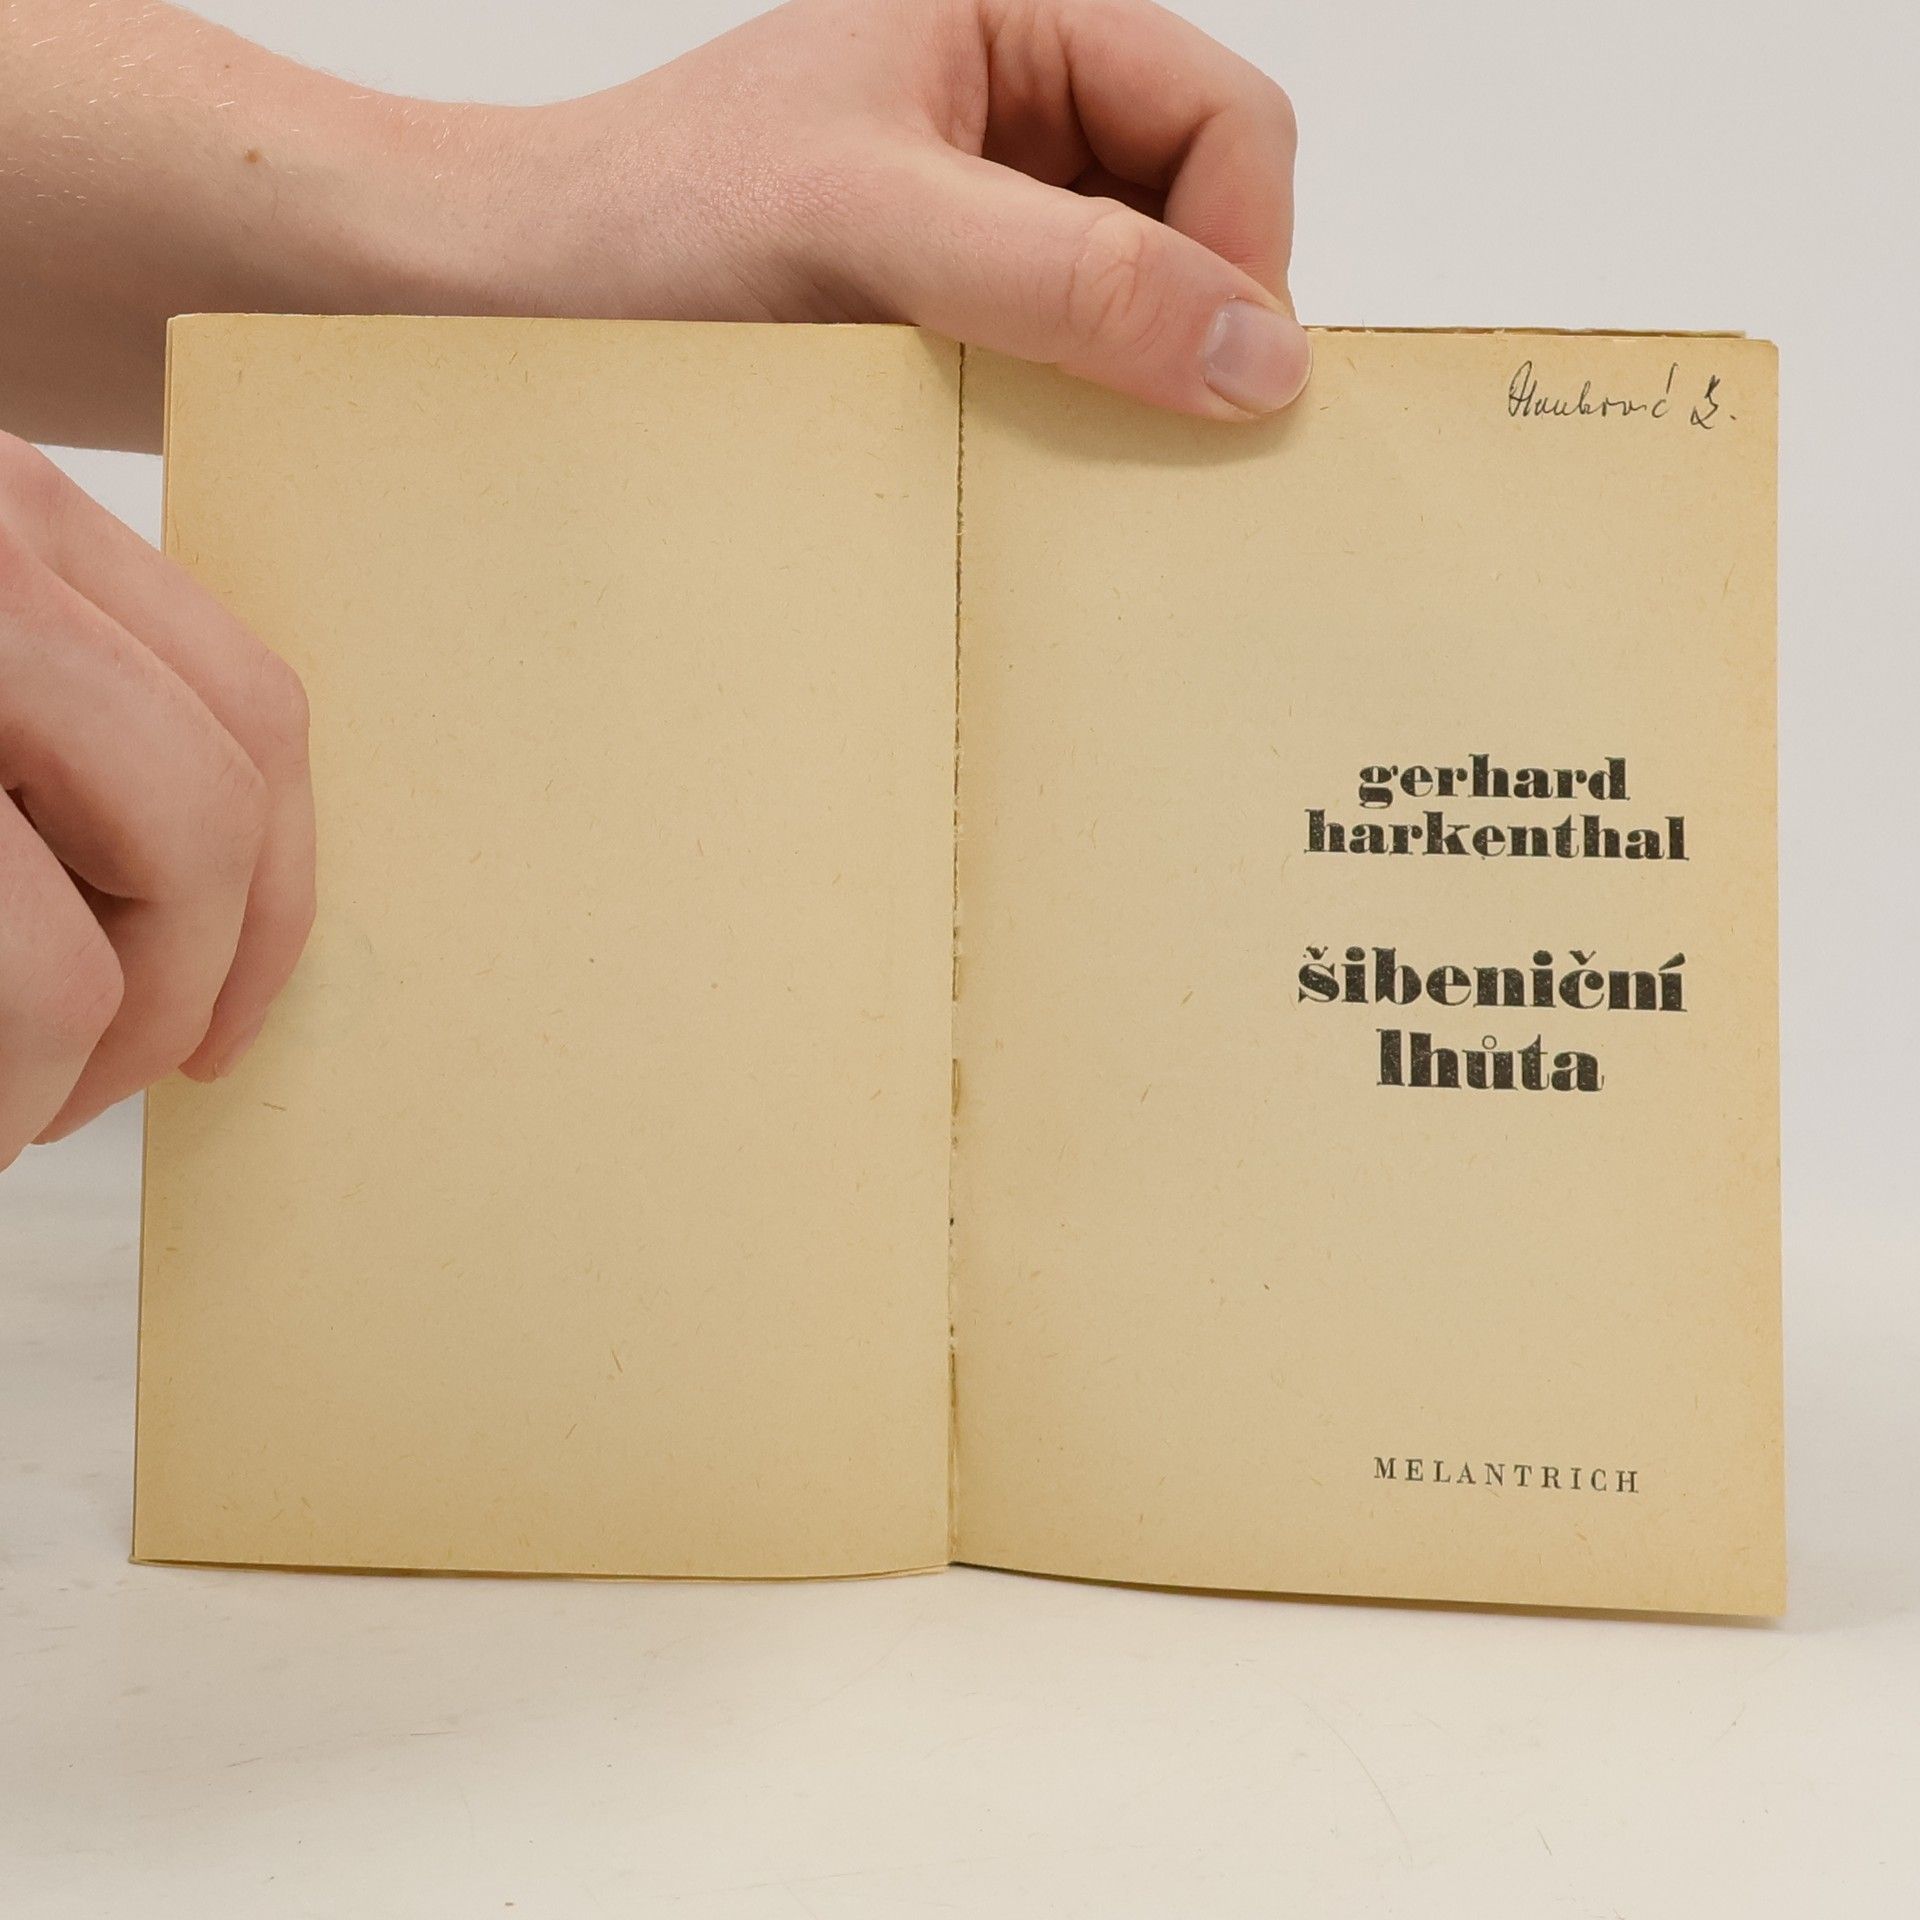 gerhard
harkenthal
šibeniční
lhůta
MELANTRICH